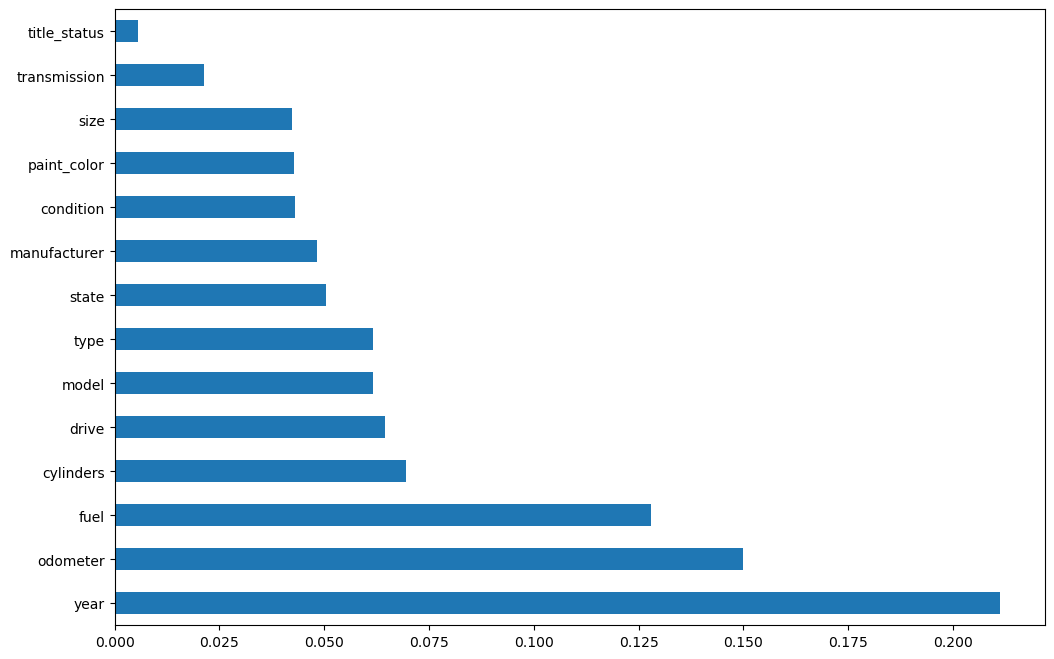 title_status
transmission
size
paint_color
condition
manufacturer
state
type
model
drive
cylinders
fuel
odometer
year
0.000 0.025 0.050 0.075 0.100 0.125 0.150 0.175 0.200